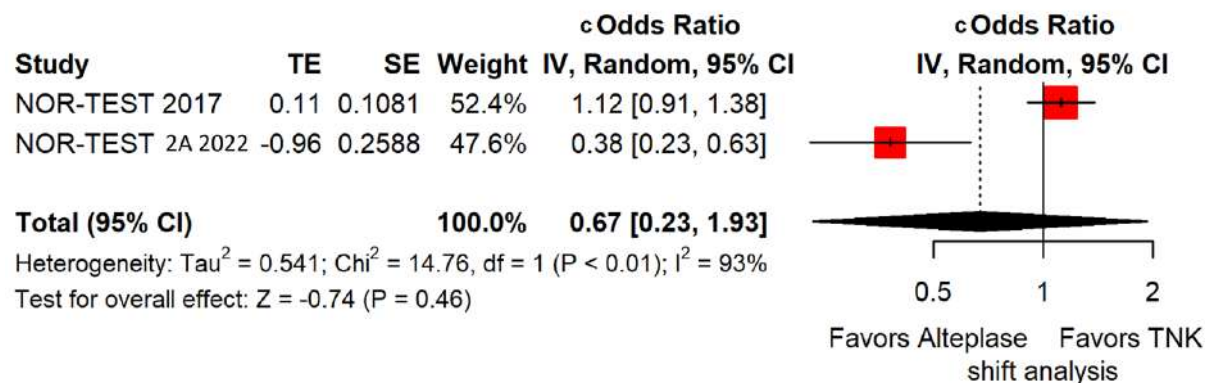 cOdds Ratio cOdds Ratio
Study TE SE Weight IV, Random, 95% CI IV, Random, 95% CI
NOR-TEST 2017 0.11 0.1081 52.4% 1.12 [0.91, 1.38]
NOR-TEST 2A 2022 -0.96 0.2588 47.6% 0.38 [0.23, 0.63]
Total (95% CI) 100.0% 0.67 [0.23, 1.93]
Heterogeneity: Tau² = 0.541; Chi² = 14.76, df = 1 (P < 0.01); I² = 93%
Test for overall effect: Z = -0.74 (P = 0.46)
0.5 1 2
Favors Alteplase Favors TNK
shift analysis